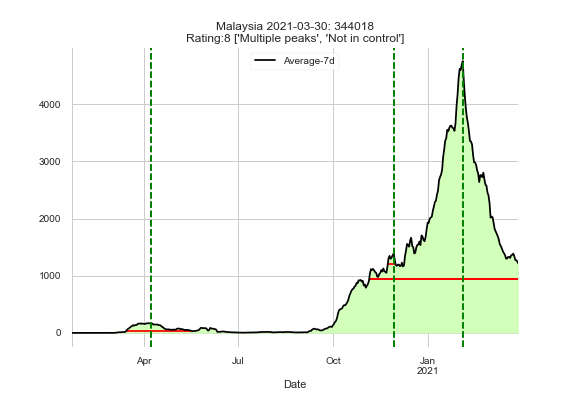 Malaysia 2021-03-30: 344018
Rating:8 ['Multiple peaks', 'Not in control']
Average-7d
4000
3000
2000
1000
0
Apr
Jul
Oct
Jan
2021
Date